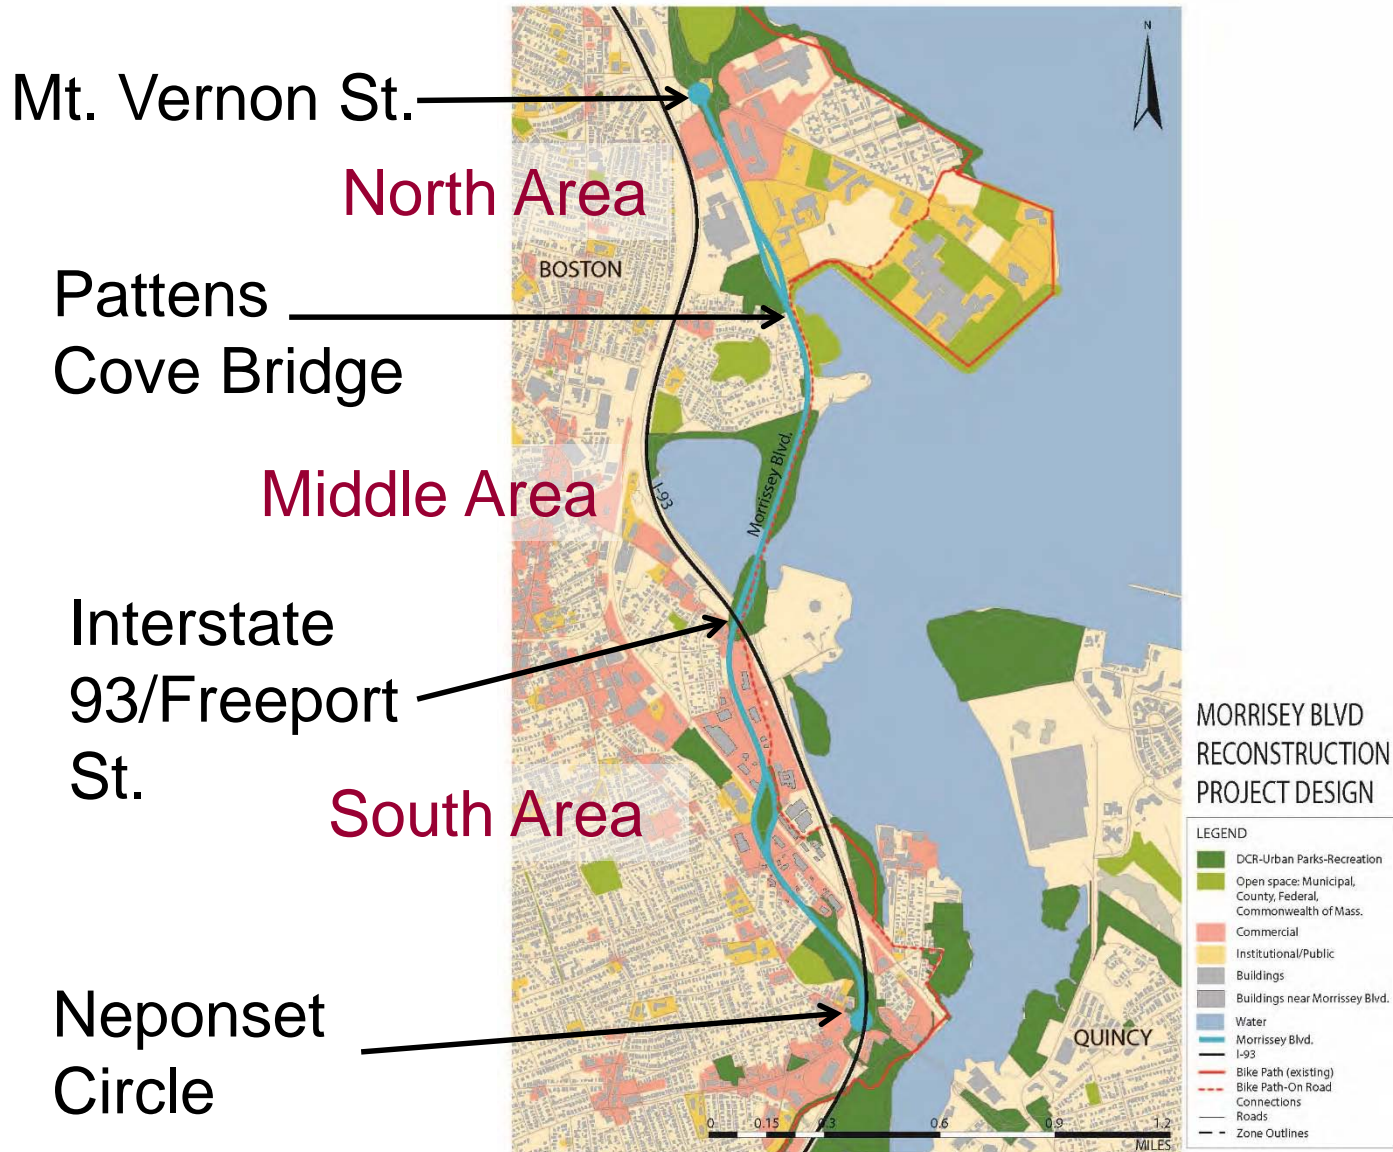 Mt. Vernon St.
North Area
Pattens
Cove Bridge
Middle Area
Interstate
93/Freeport
St.
South Area
Neponset
Circle
N
BOSTON
I-93
Morrissey Blvd.
QUINCY
0 0.15 0.3 0.6 0.9 1.2
MILES
MORRISEY BLVD
RECONSTRUCTION
PROJECT DESIGN
LEGEND
DCR-Urban Parks-Recreation
Open space: Municipal,
County, Federal,
Commonwealth of Mass.
Commercial
Institutional/Public
Buildings
Buildings near Morrissey Blvd.
Water
Morrissey Blvd.
I-93
Bike Path (existing)
Bike Path-On Road
Connections
Roads
Zone Outlines